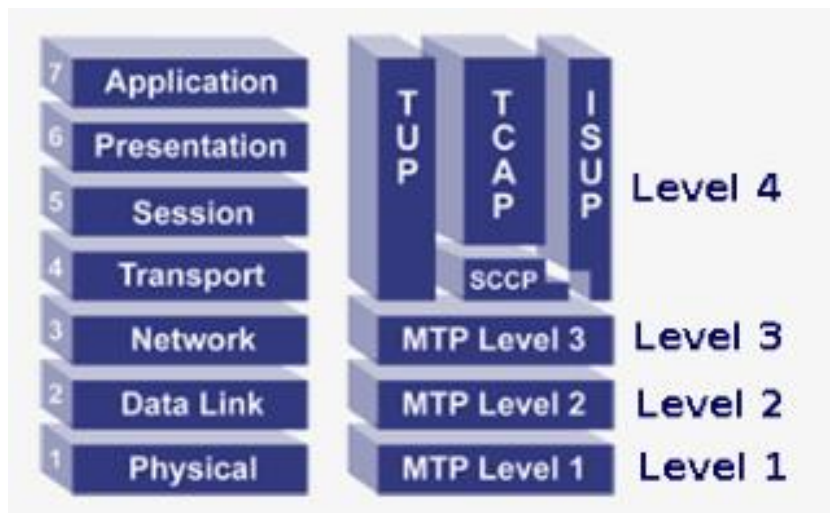 7 Application
6 Presentation
5 Session
4 Transport
3 Network
2 Data Link
1 Physical
TUP
TCAP
ISUP
SCCP
Level 4
MTP Level 3
Level 3
MTP Level 2
Level 2
MTP Level 1
Level 1